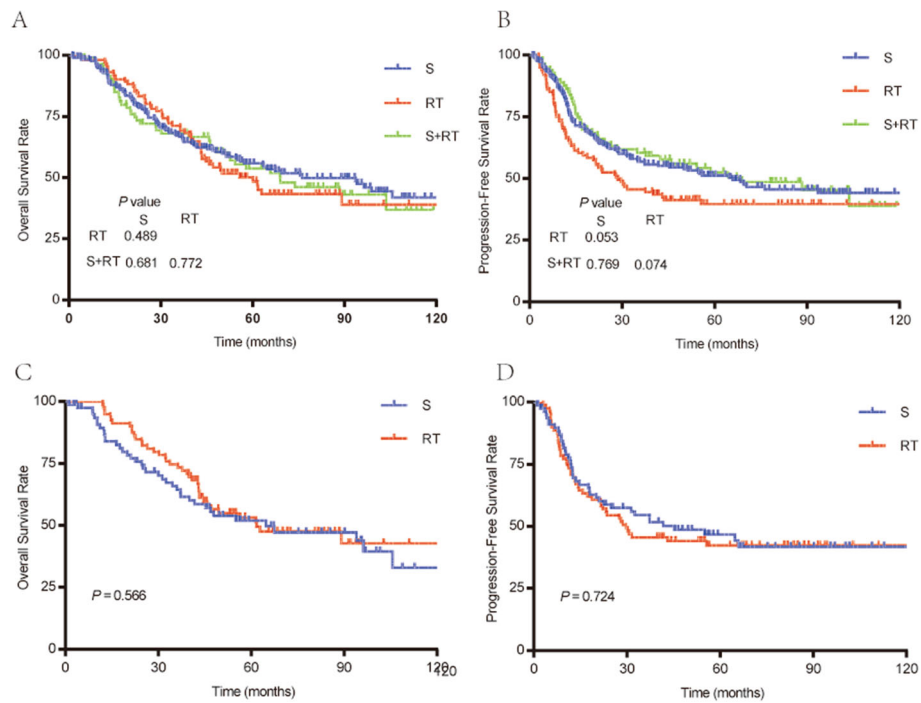 A
Overall Survival Rate
100
75
50
25
0
S
RT
S+RT
P value
S RT
RT 0.489
S+RT 0.681 0.772
0 30 60 90 120
Time (months)
B
Progression-Free Survival Rate
100
75
50
25
0
S
RT
S+RT
P value
S RT
RT 0.053
S+RT 0.769 0.074
0 30 60 90 120
Time (months)
C
Overall Survival Rate
100
75
50
25
0
S
RT
P = 0.566
0 30 60 90 120
120
Time (months)
D
Progression-Free Survival Rate
100
75
50
25
0
S
RT
P = 0.724
0 30 60 90 120
Time (months)